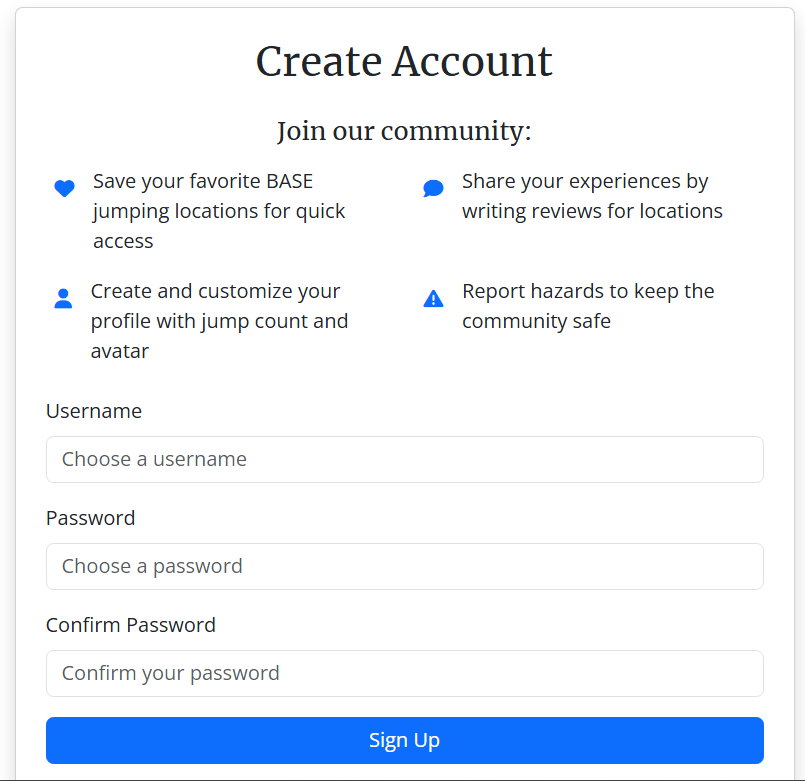 Create Account
Join our community:
Save your favorite BASE
jumping locations for quick
access
Share your experiences by
writing reviews for locations
Create and customize your
profile with jump count and
avatar
Report hazards to keep the
community safe
Username
Choose a username
Password
Choose a password
Confirm Password
Confirm your password
Sign Up